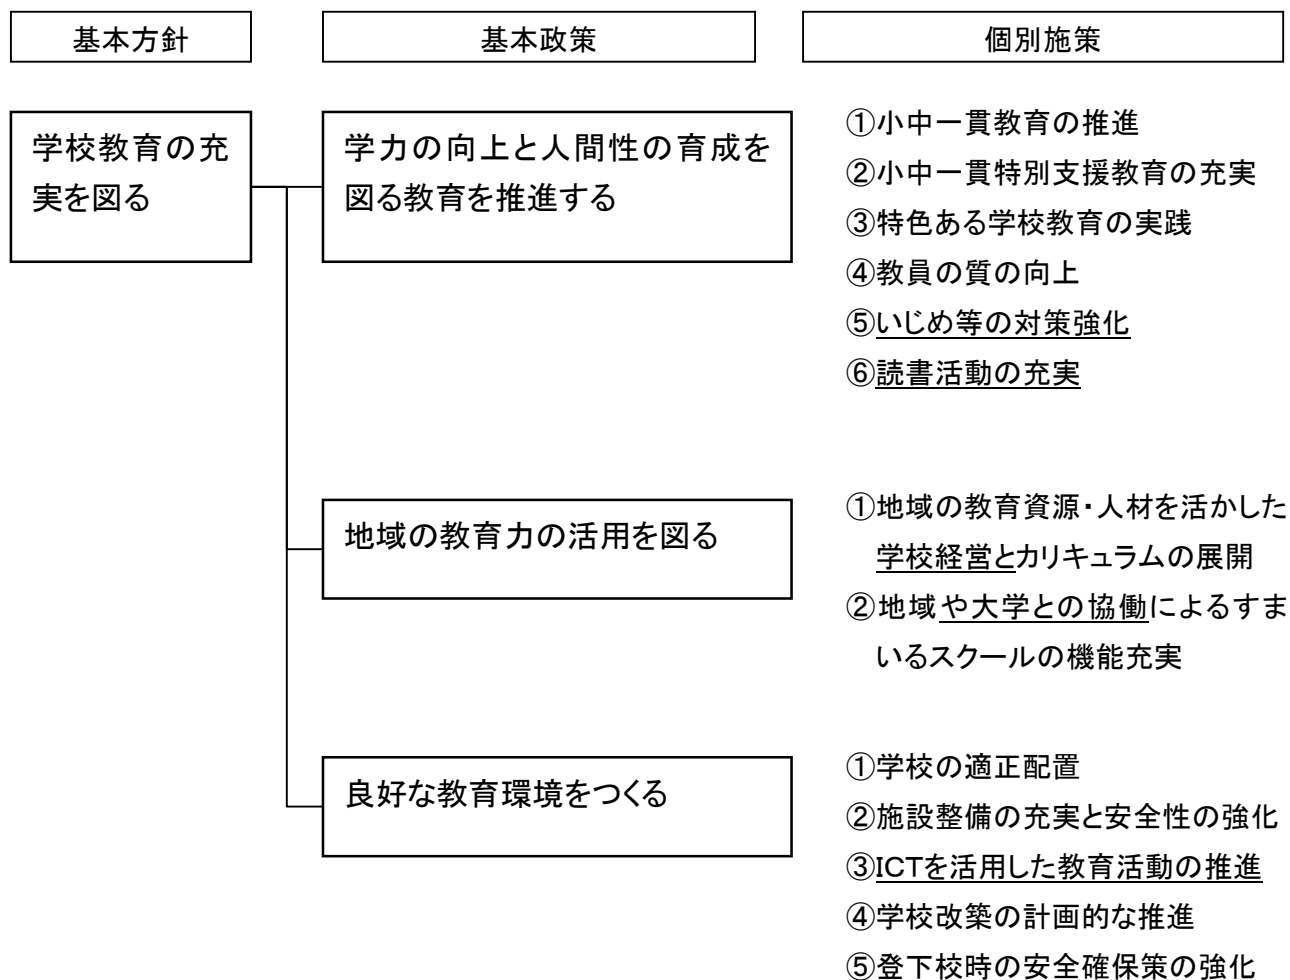 基本方針
基本政策
個別施策
学校教育の充
実を図る
学力の向上と人間性の育成を
図る教育を推進する
①小中一貫教育の推進
②小中一貫特別支援教育の充実
③特色ある学校教育の実践
④教員の質の向上
⑤いじめ等の対策強化
⑥読書活動の充実
地域の教育力の活用を図る
①地域の教育資源・人材を活かした
学校経営とカリキュラムの展開
②地域や大学との協働によるすま
いるスクールの機能充実
良好な教育環境をつくる
①学校の適正配置
②施設整備の充実と安全性の強化
③ICTを活用した教育活動の推進
④学校改築の計画的な推進
⑤登下校時の安全確保策の強化